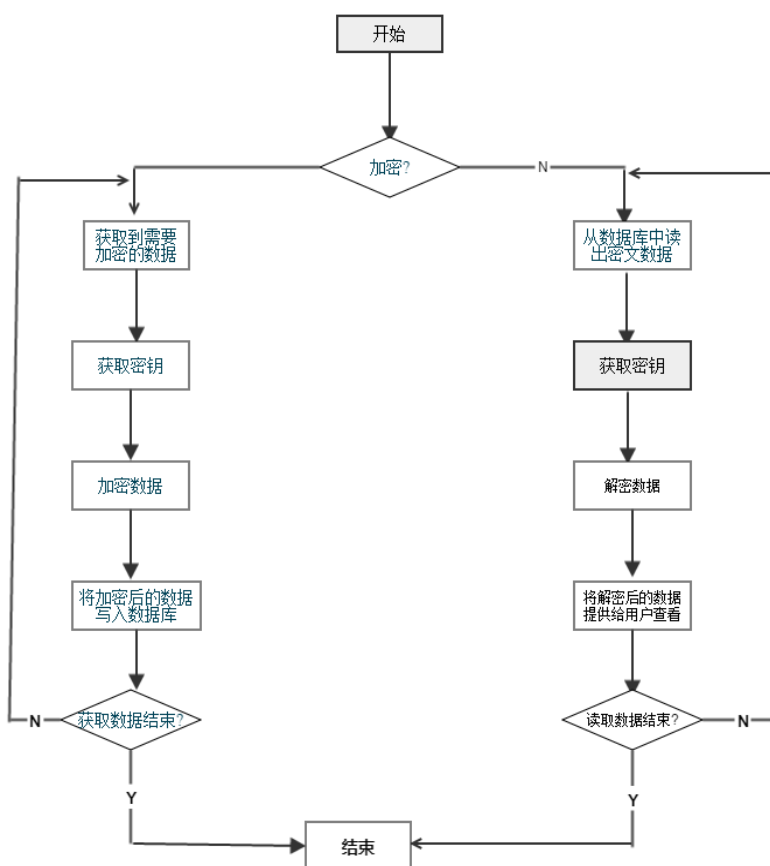 开始
加密?
N
获取到需要
加密的数据
从数据库中读
出密文数据
获取密钥
获取密钥
加密数据
解密数据
将加密后的数据
写入数据库
将解密后的数据
提供给用户查看
N
获取数据结束?
读取数据结束?
N
Y
Y
结束